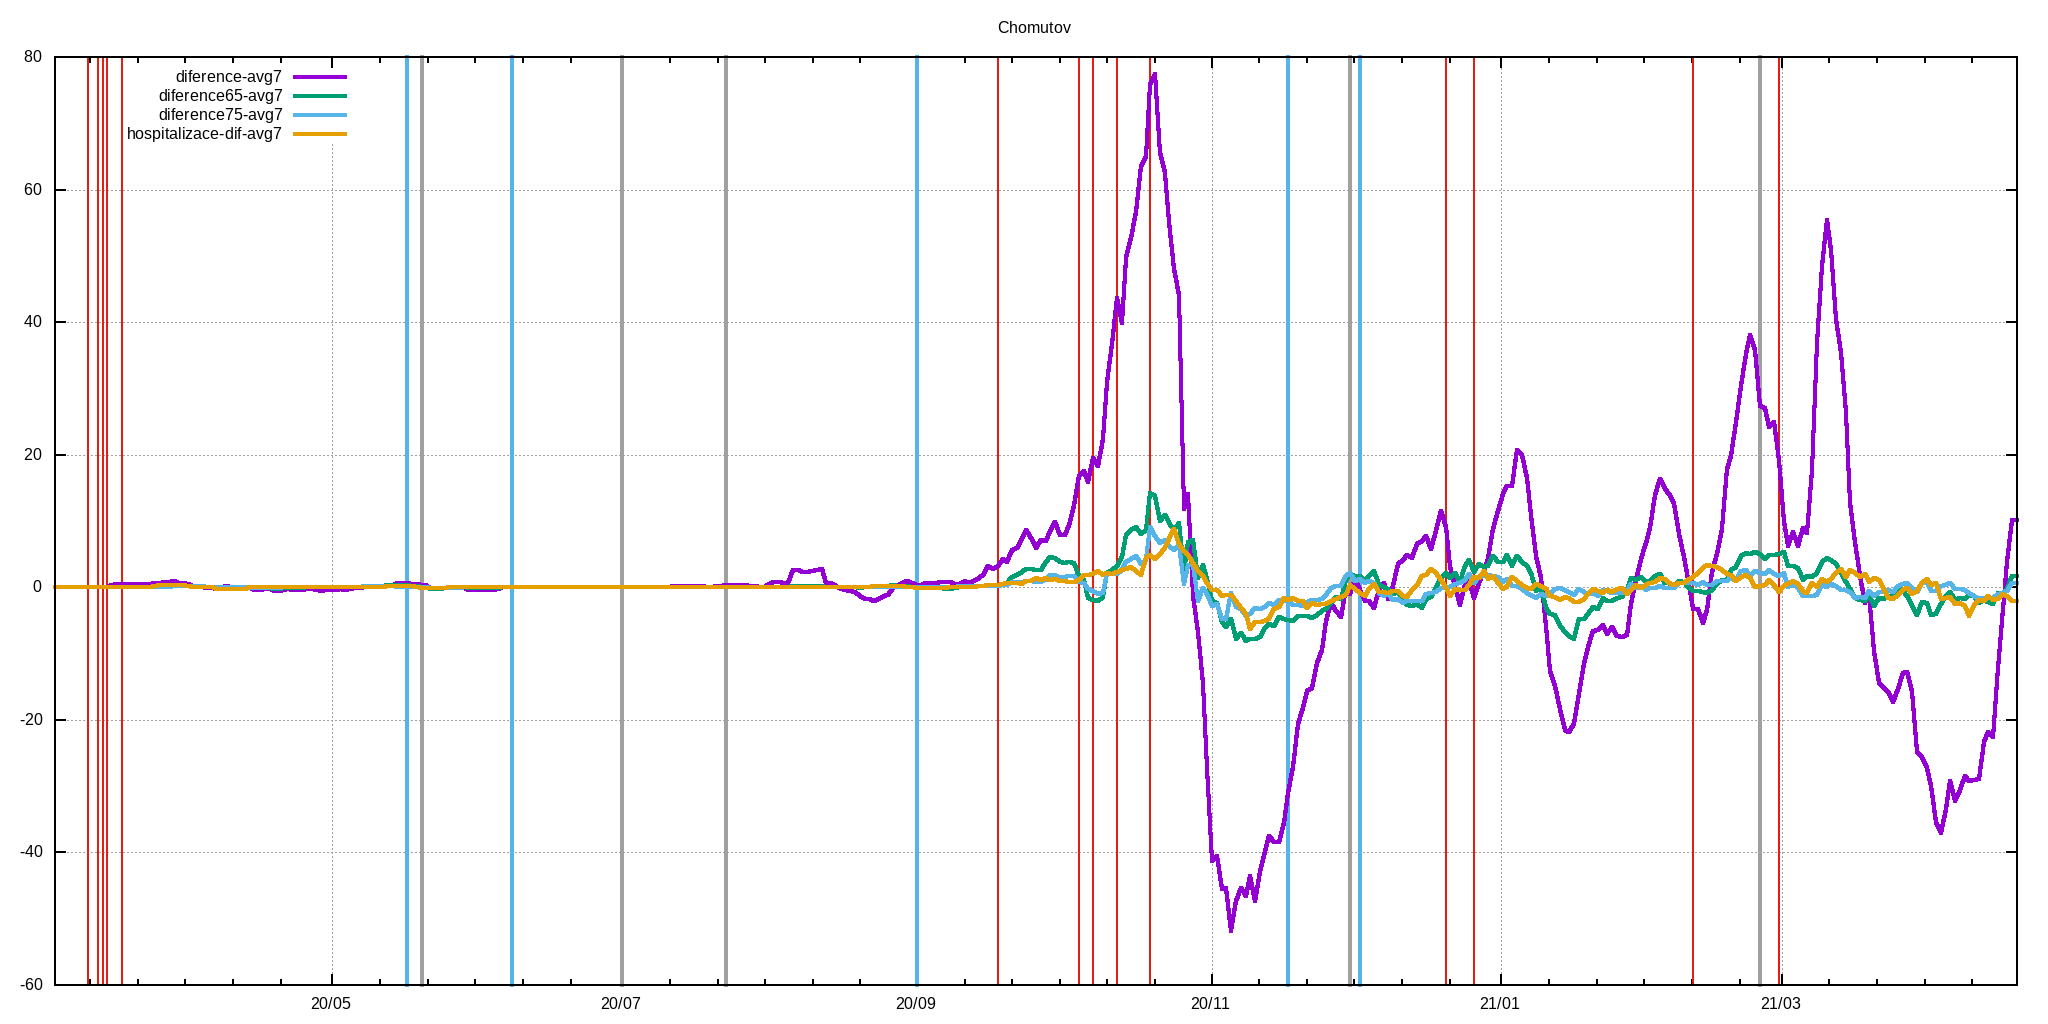 Chomutov
80
diference-avg7
diference65-avg7
diference75-avg7
hospitalizace-dif-avg7
60
40
20
0
-20
-40
-60
20/05 20/07 20/09 20/11 21/01 21/03